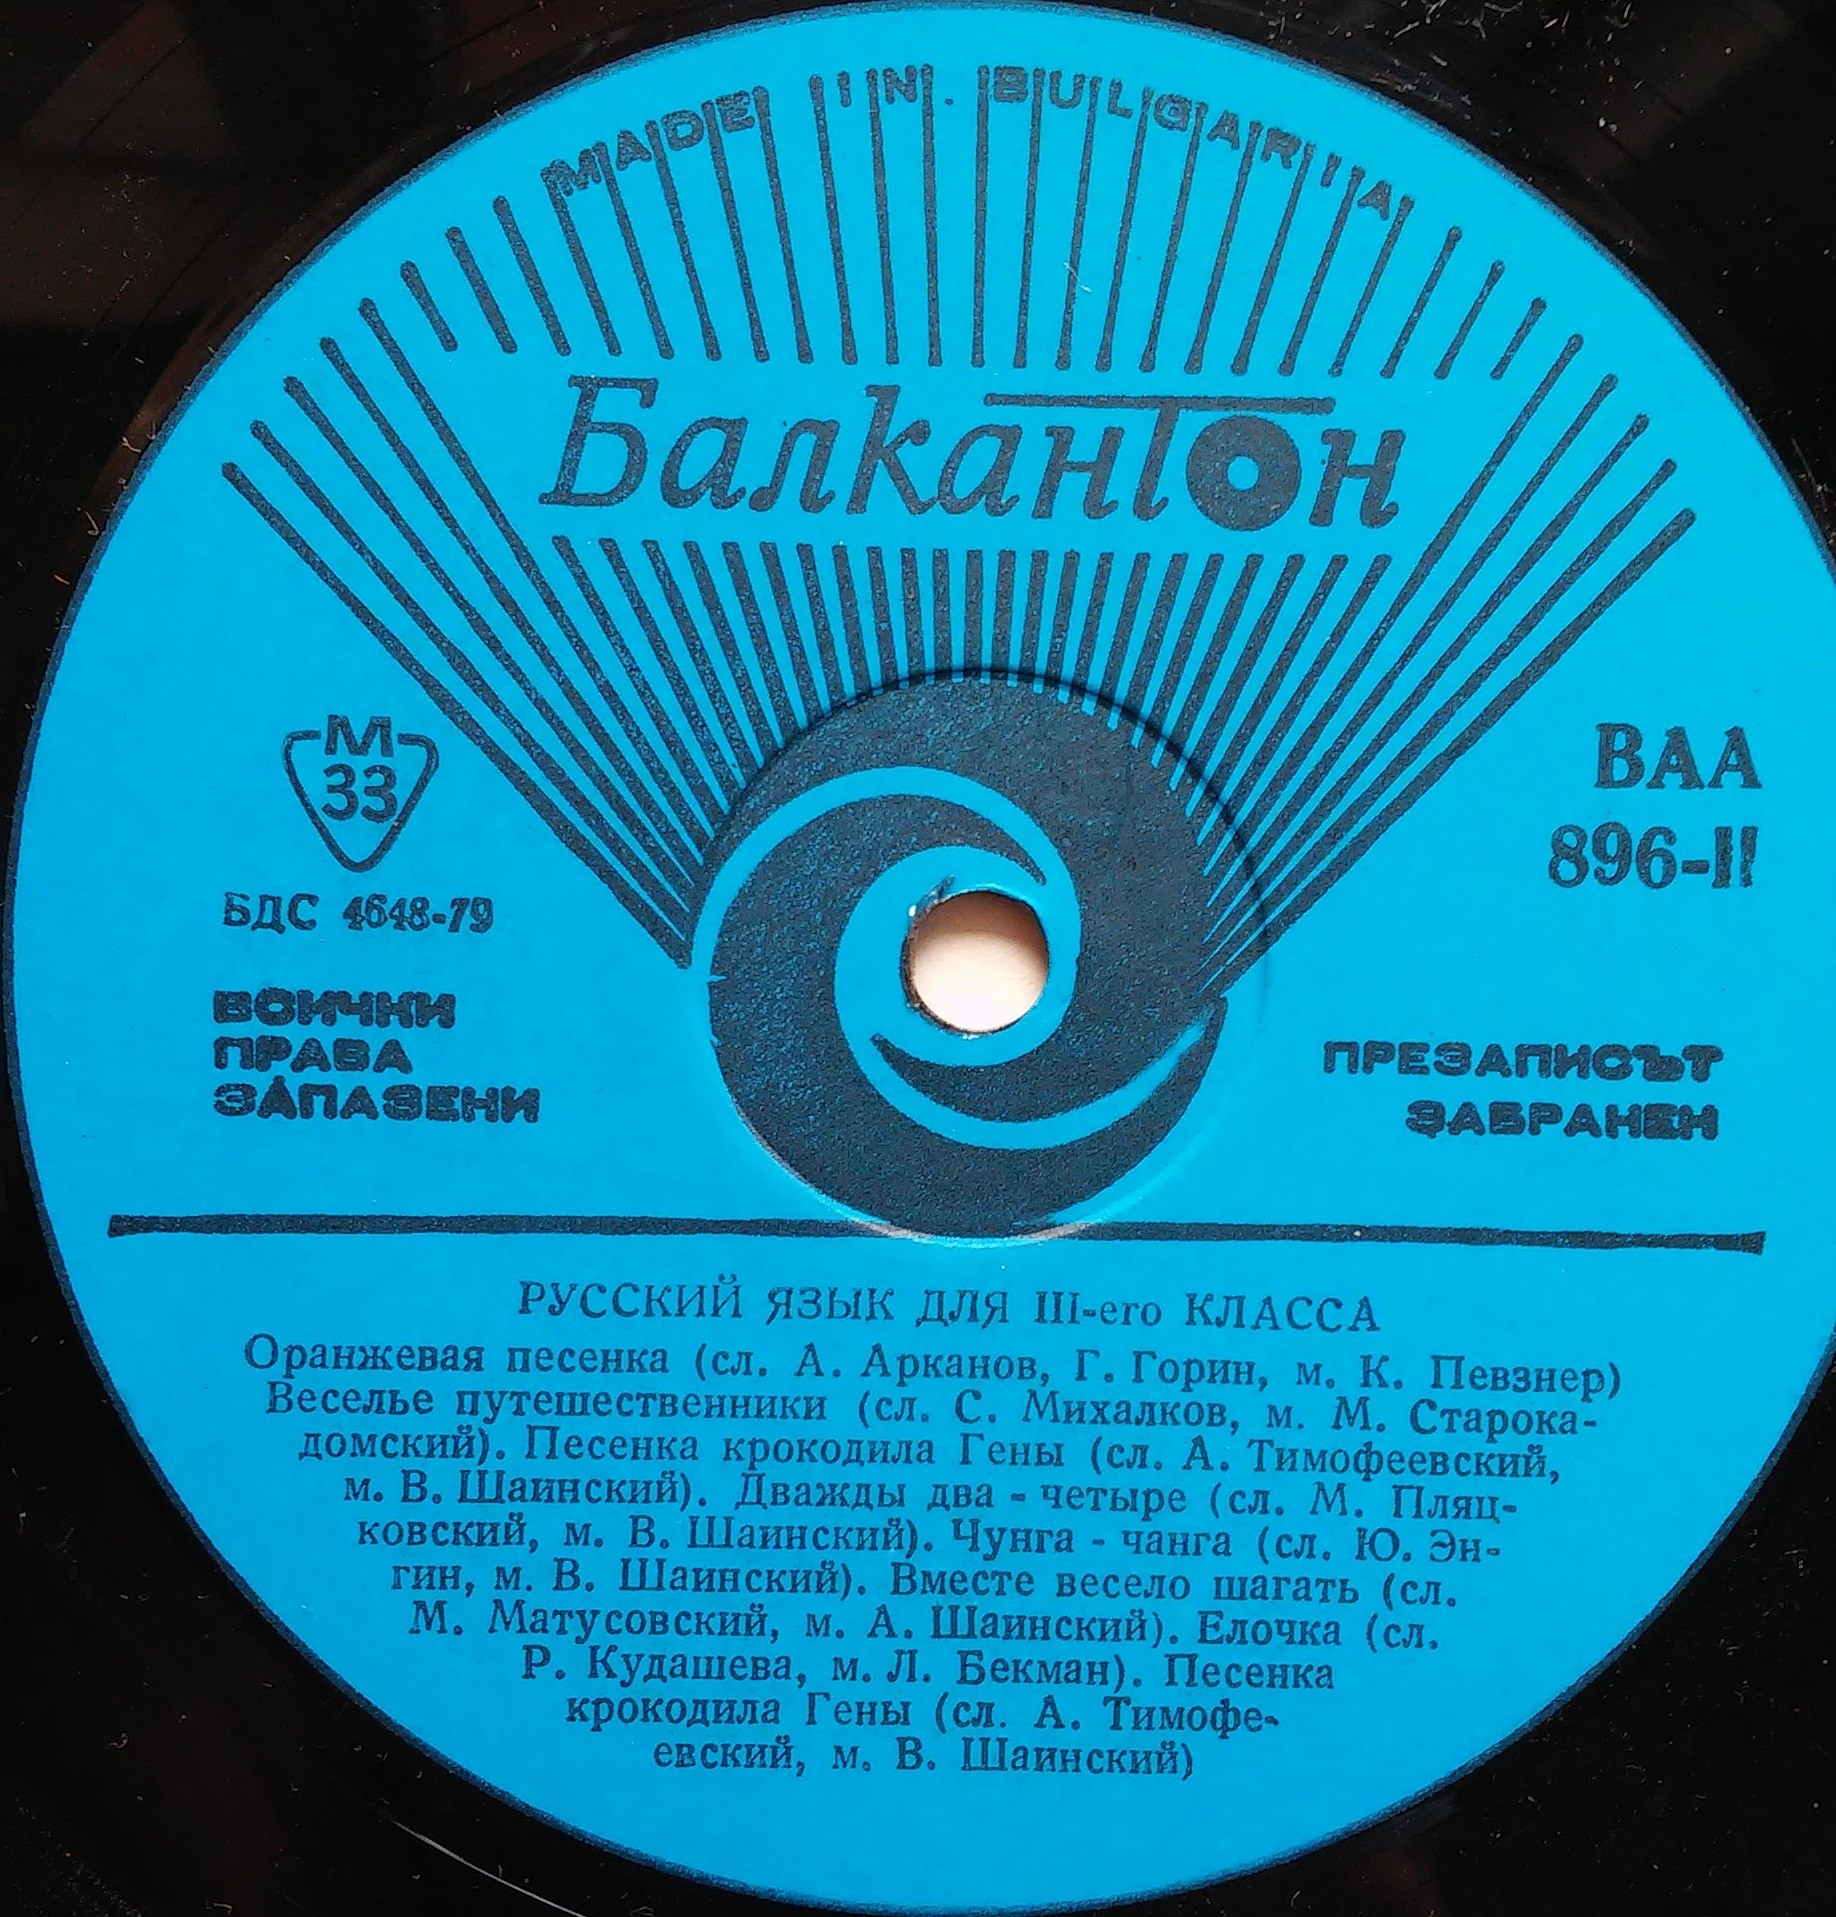 MADE IN. BULGARIA
Балкантон
М
33
БДС 4648-79
ВСИЧКИ
ПРАВА
ЗАПАЗЕНИ
ВАА
896-II
ПРЕЗАПИСЪТ
ЗАБРАНЕН
РУССКИЙ ЯЗЫК ДЛЯ III-его КЛАССА
Оранжевая песенка (сл. А. Арканов, Г. Горин, м. К. Певзнер)
Веселье путешественники (сл. С. Михалков, м. М. Старока-
домский). Песенка крокодила Гены (сл. А. Тимофеевский,
м. В. Шаинский). Дважды два - четыре (сл. М. Пляц-
ковский, м. В. Шаинский). Чунга - чанга (сл. Ю. Эн-
гин, м. В. Шаинский). Вместе весело шагать (сл.
М. Матусовский, м. А. Шаинский). Елочка (сл.
Р. Кудашева, м. Л. Бекман). Песенка
крокодила Гены (сл. А. Тимофе-
евский, м. В. Шаинский)